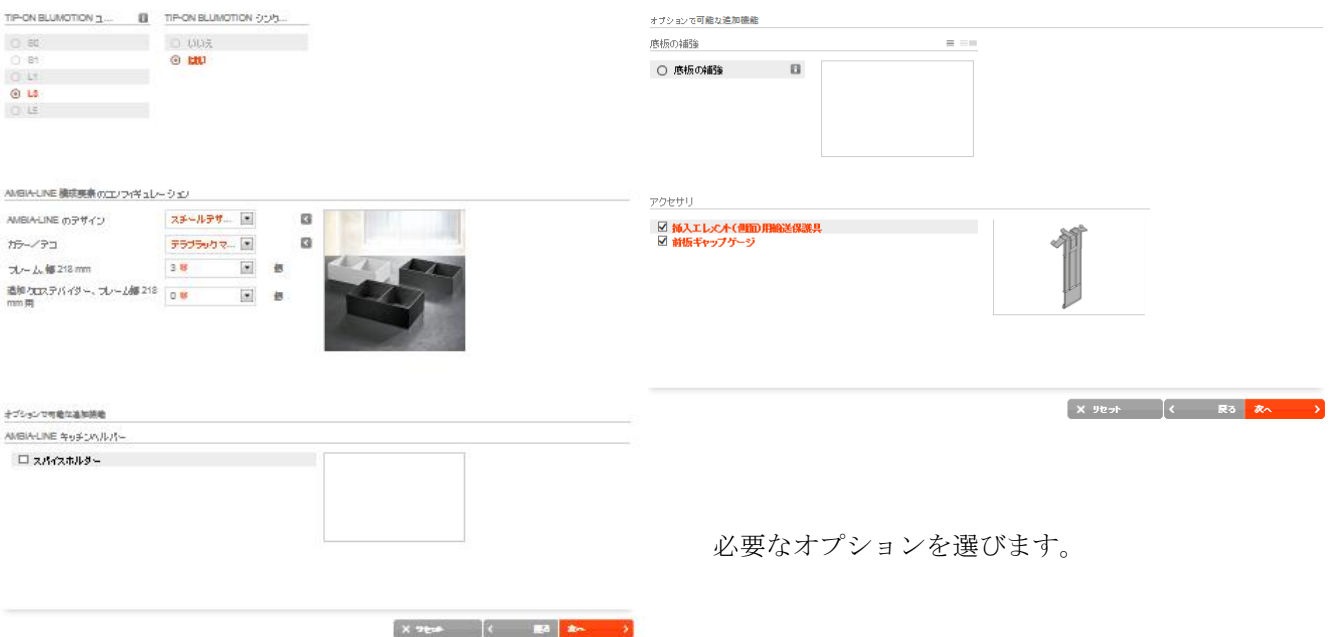 TIP-ON BLUMOTION ユ...
TIP-ON BLUMOTION シンク...
S0
S1
L1
L3
L5
いいえ
はい
AMBIA-LINE 構成要素のコンフィギュレーション
AMBIA-LINE のデザイン
スチールデザ...
カラー/デコ
テラブラックマ...
フレーム、幅 218 mm
3
個
追加クロスデバイダー、フレーム幅 218
mm 用
0
個
オプションで可能な追加機能
AMBIA-LINE キッチンヘルパー
スパイスホルダー
リセット
戻る
次へ
オプションで可能な追加機能
底板の補強
底板の補強
アクセサリ
挿入エレメント(側面)用輸送保護具
前板ギャップゲージ
リセット
戻る
次へ
必要なオプションを選びます。